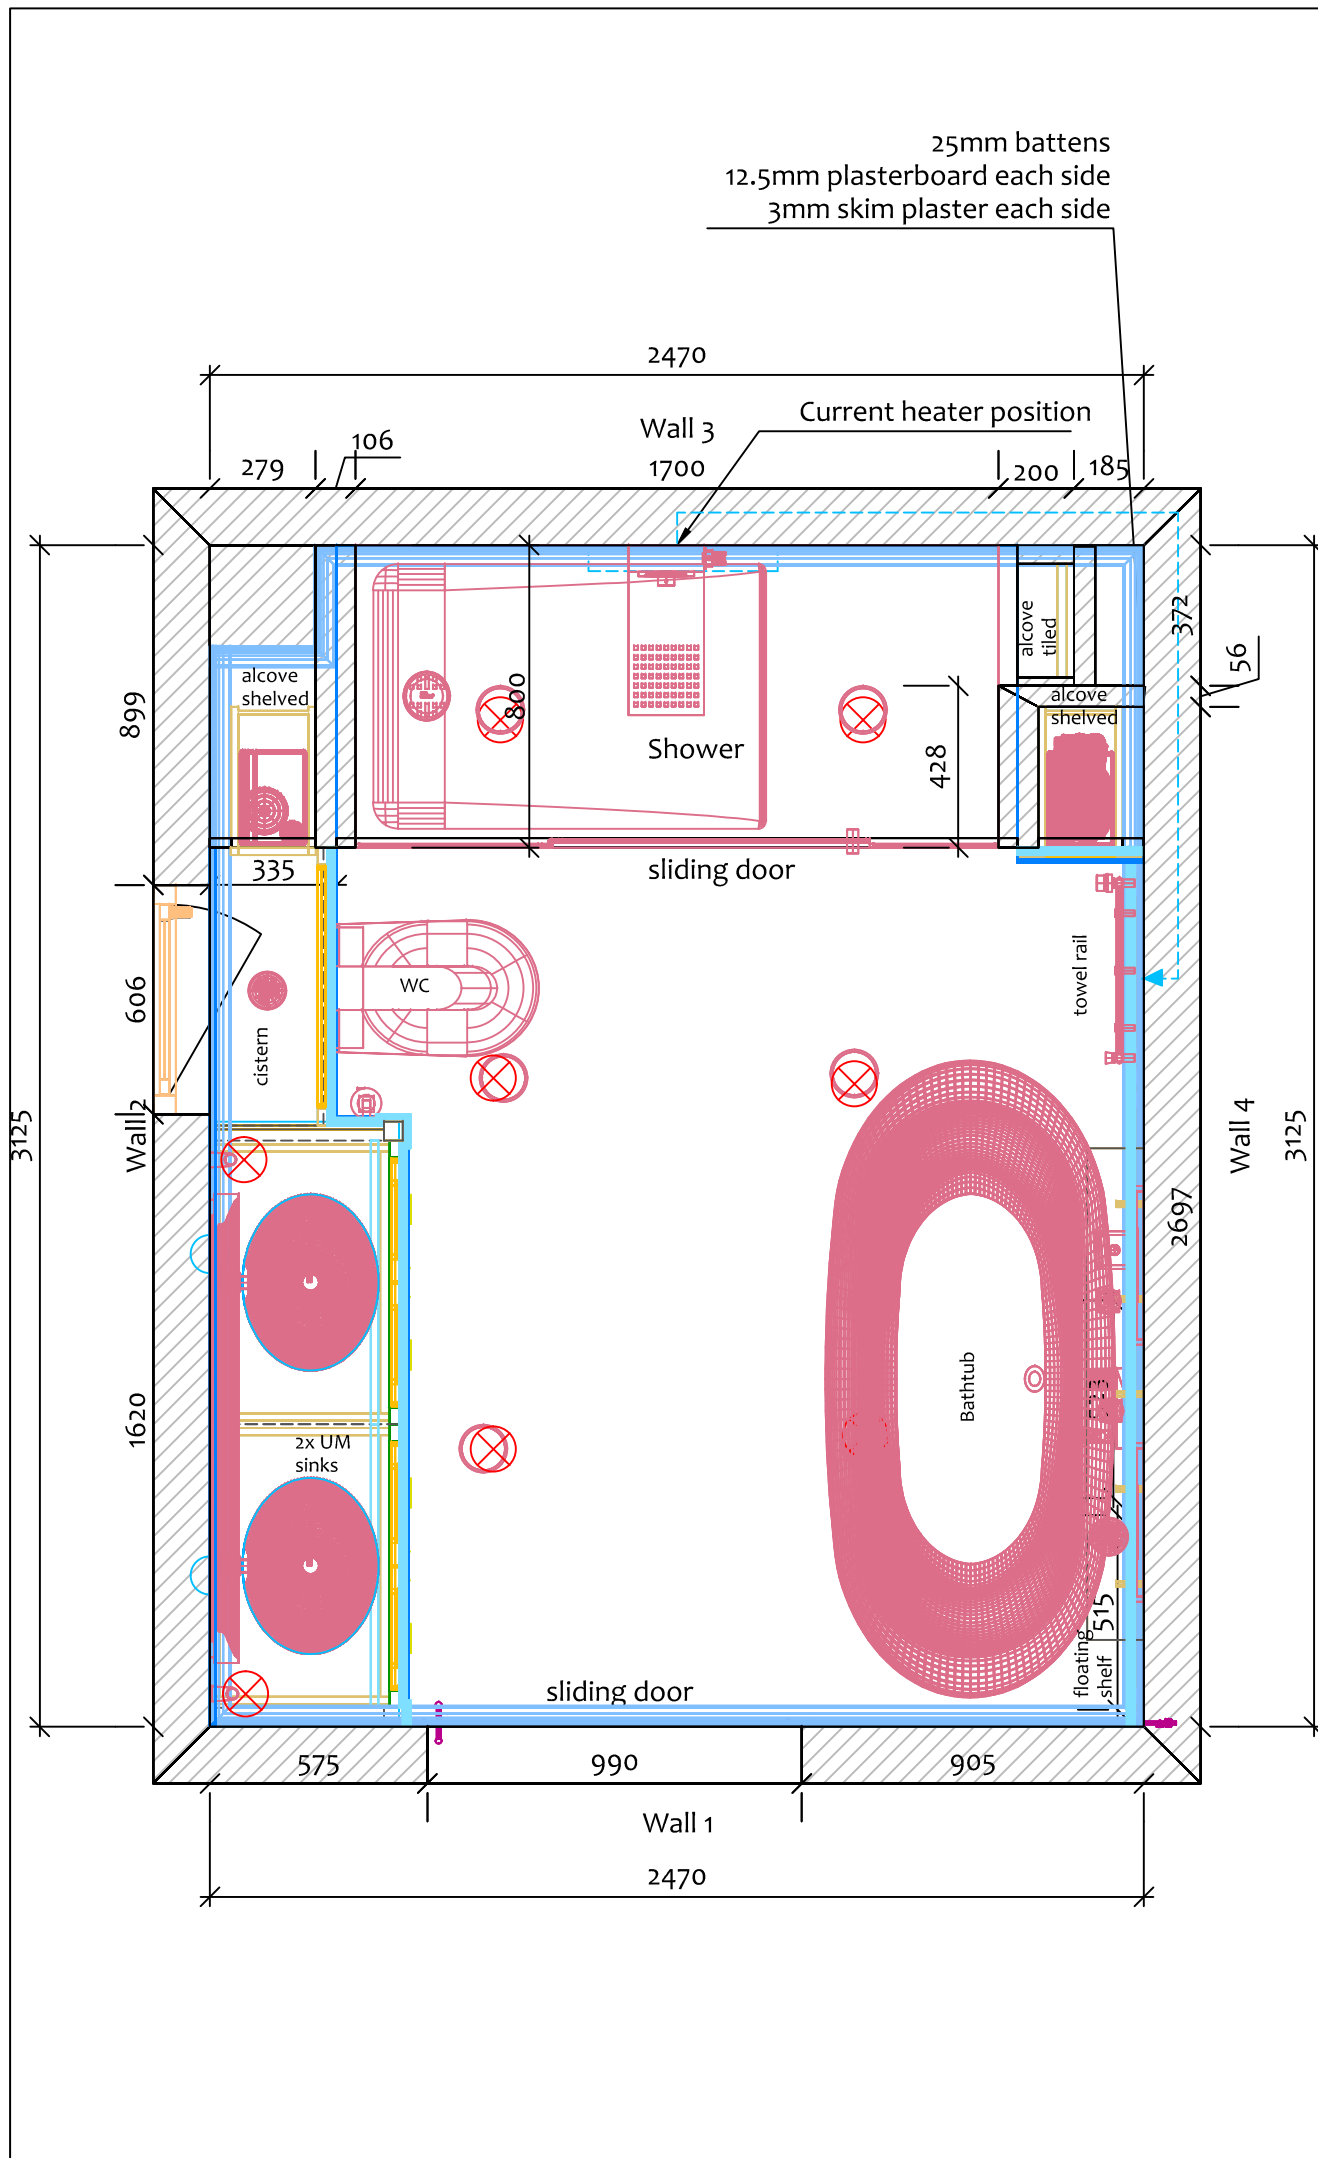 25mm battens
12.5mm plasterboard each side
3mm skim plaster each side
2470
Wall 3
Current heater position
279
106
1700
200
185
alcove
tiled
372
56
alcove
shelved
alcove
shelved
899
800
Shower
428
335
sliding door
WC
towel rail
606
cistern
3125
Wall 2
Wall 4
3125
2697
1620
Bathtub
2x UM
sinks
515
floating
shelf
sliding door
575
990
905
Wall 1
2470